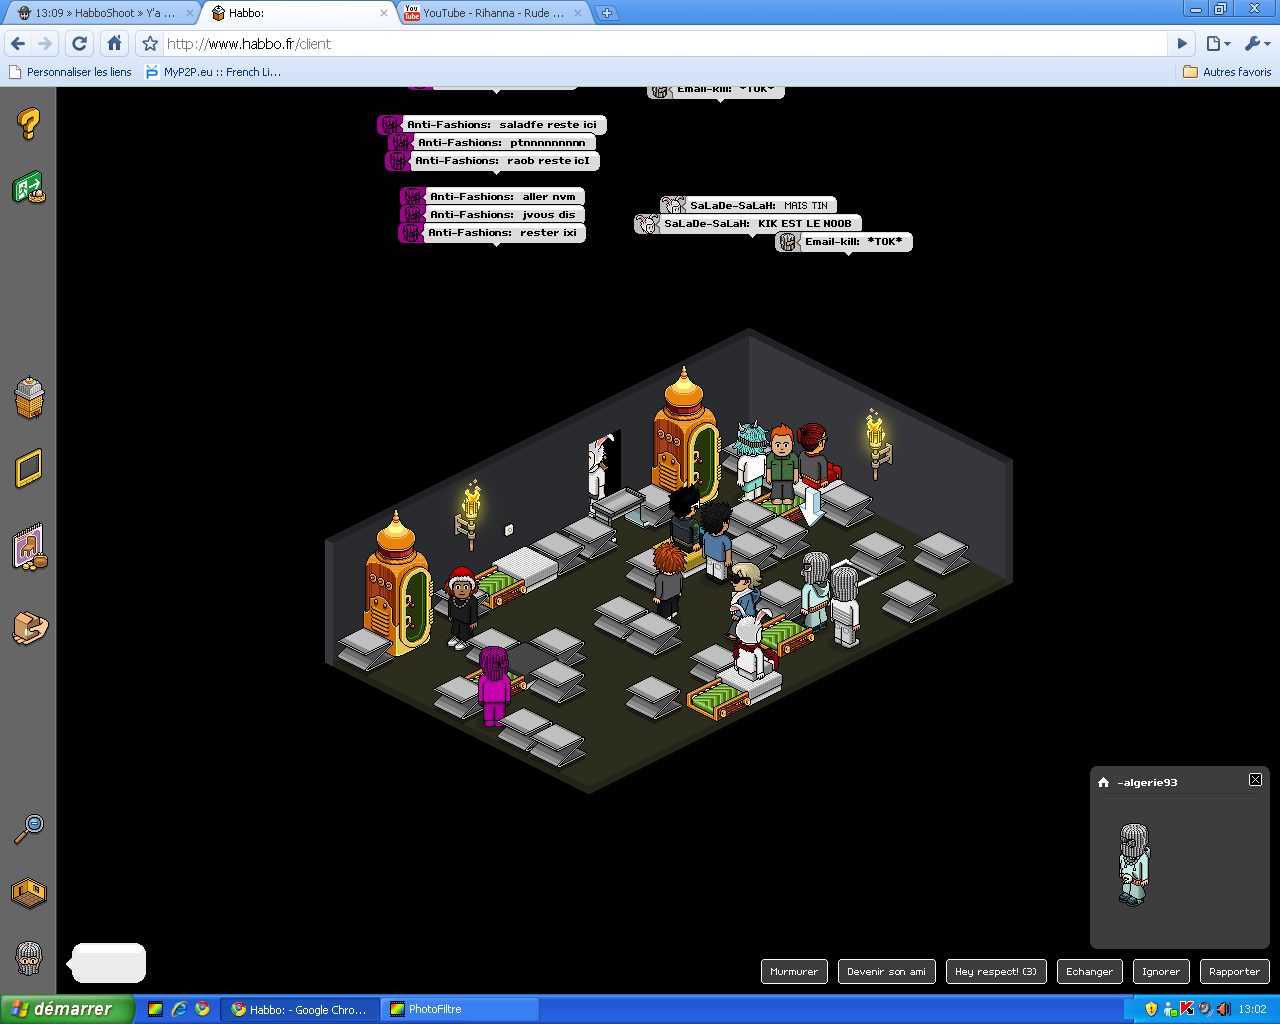 13:09 » HabboShoot » Y'a ...
Habbo:
YouTube - Rihanna - Rude ...
http://www.habbo.fr/client
Personnaliser les liens
MyP2P.eu :: French Li...
Autres favoris
Email-kill: *TOK*
Anti-Fashions: saladfe reste ici
Anti-Fashions: ptnnnnnnnnn
Anti-Fashions: raob reste icI
Anti-Fashions: aller nvm
SaLaDe-SaLaH: MAIS TIN
Anti-Fashions: jvous dis
SaLaDe-SaLaH: KIK EST LE NOOB
Anti-Fashions: rester ixi
Email-kill: *TOK*
-algerie93
Murmurer
Devenir son ami
Hey respect! (3)
Echanger
Ignorer
Rapporter
démarrer
Habbo: - Google Chro...
PhotoFiltre
13:02